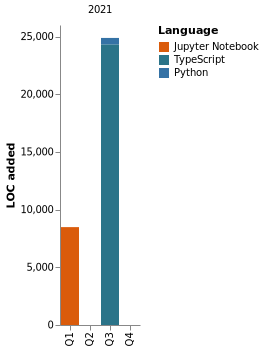 2021
Language
Jupyter Notebook
TypeScript
Python
LOC added
25,000
20,000
15,000
10,000
5,000
0
Q1
Q2
Q3
Q4